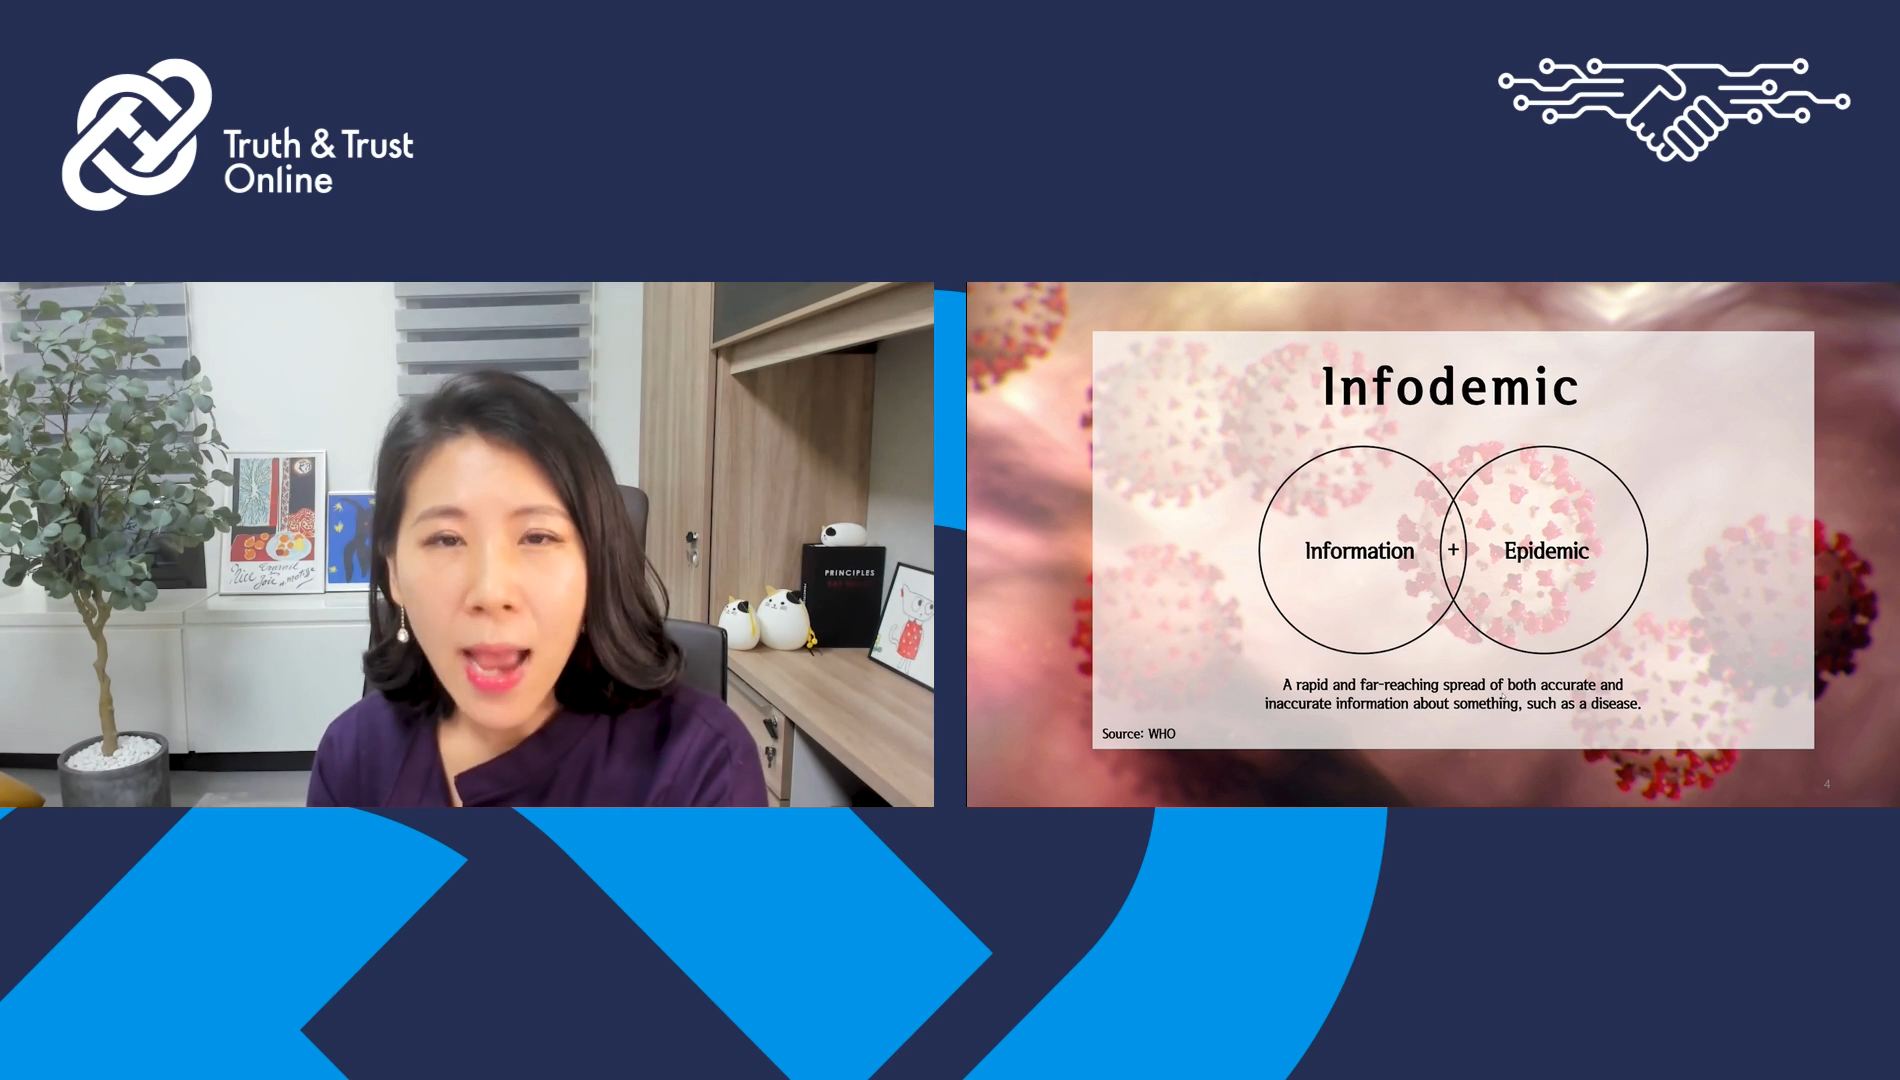 Truth & Trust
Online
PRINCIPLES
Infodemic
Information + Epidemic
A rapid and far-reaching spread of both accurate and
inaccurate information about something, such as a disease.
Source: WHO
4